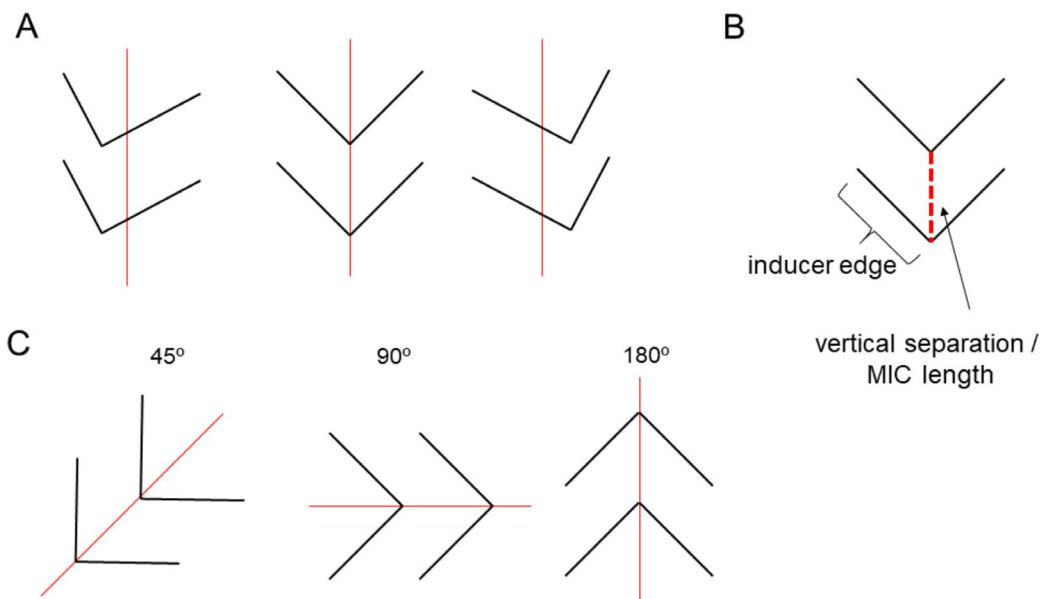 A
B
inducer edge
vertical separation /
MIC length
C
45º
90º
180º